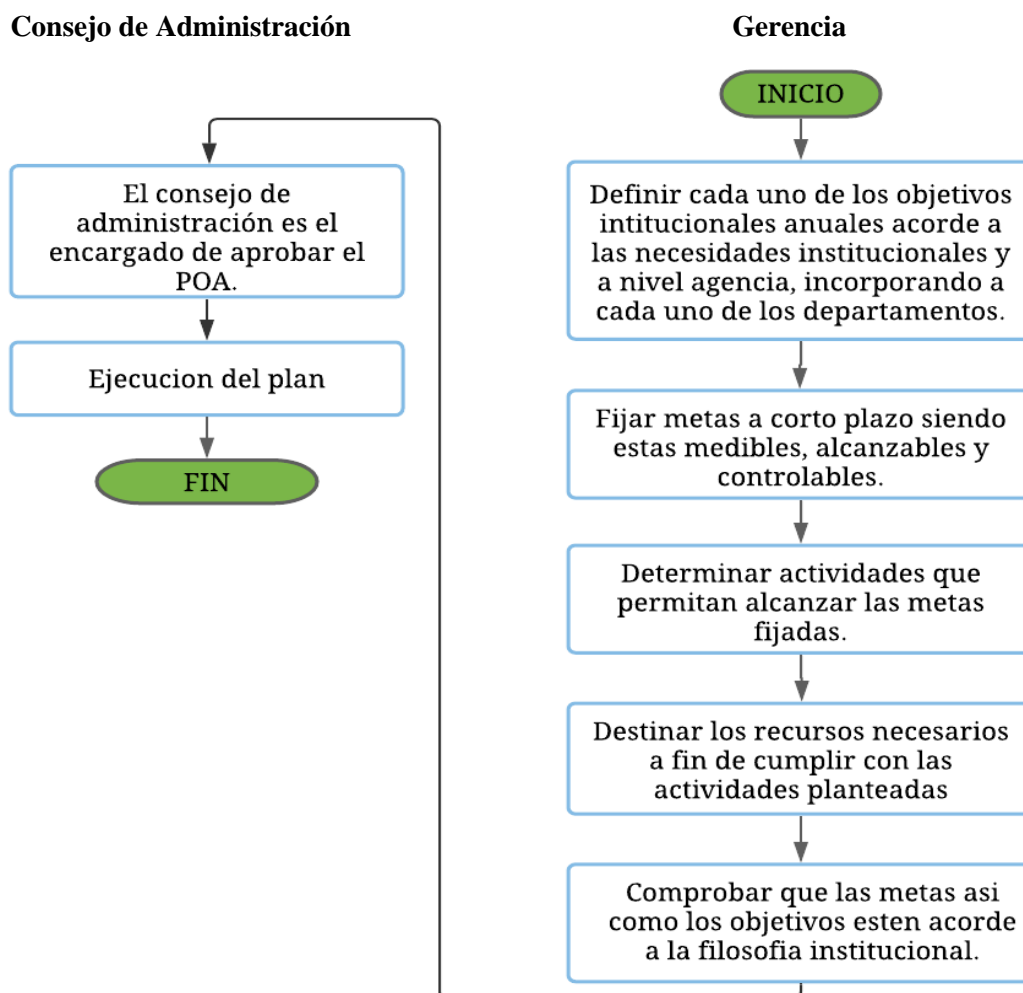 Consejo de Administración
Gerencia
INICIO
El consejo de
administración es el
encargado de aprobar el
POA.
Ejecucion del plan
FIN
Definir cada uno de los objetivos
intitucionales anuales acorde a
las necesidades institucionales y
a nivel agencia, incorporando a
cada uno de los departamentos.
Fijar metas a corto plazo siendo
estas medibles, alcanzables y
controlables.
Determinar actividades que
permitan alcanzar las metas
fijadas.
Destinar los recursos necesarios
a fin de cumplir con las
actividades planteadas
Comprobar que las metas asi
como los objetivos esten acorde
a la filosofia institucional.